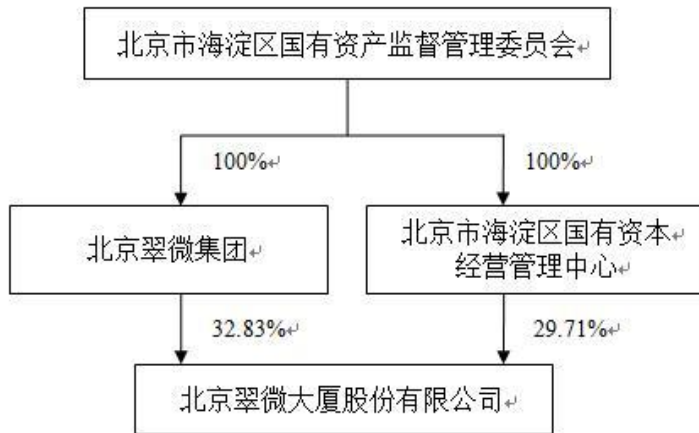 北京市海淀区国有资产监督管理委员会↵
100%↵
100%↵
北京翠微集团↵
北京市海淀区国有资本
经营管理中心↵
32.83%↵
29.71%↵
北京翠微大厦股份有限公司↵